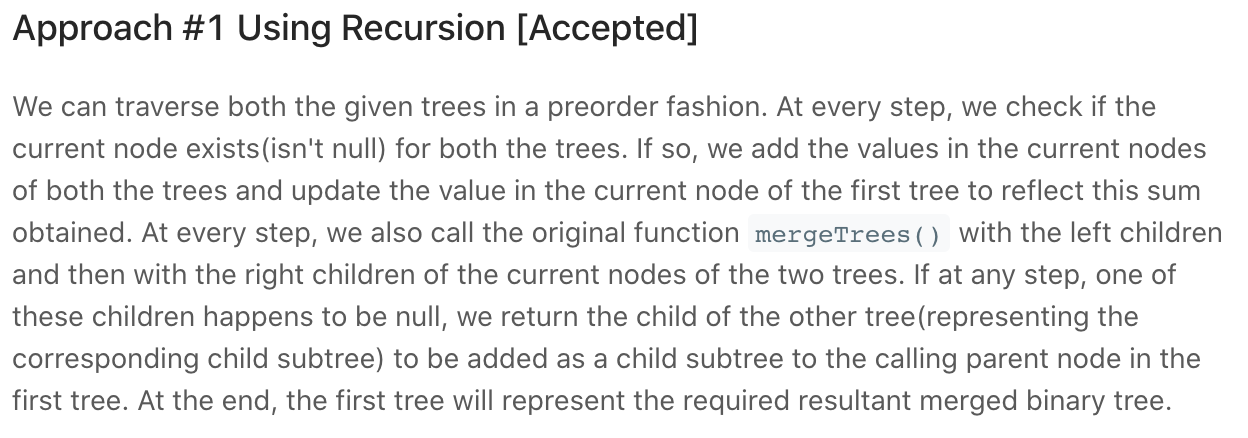 Approach #1 Using Recursion [Accepted]
We can traverse both the given trees in a preorder fashion. At every step, we check if the
current node exists(isn't null) for both the trees. If so, we add the values in the current nodes
of both the trees and update the value in the current node of the first tree to reflect this sum
obtained. At every step, we also call the original function mergeTrees() with the left children
and then with the right children of the current nodes of the two trees. If at any step, one of
these children happens to be null, we return the child of the other tree(representing the
corresponding child subtree) to be added as a child subtree to the calling parent node in the
first tree. At the end, the first tree will represent the required resultant merged binary tree.